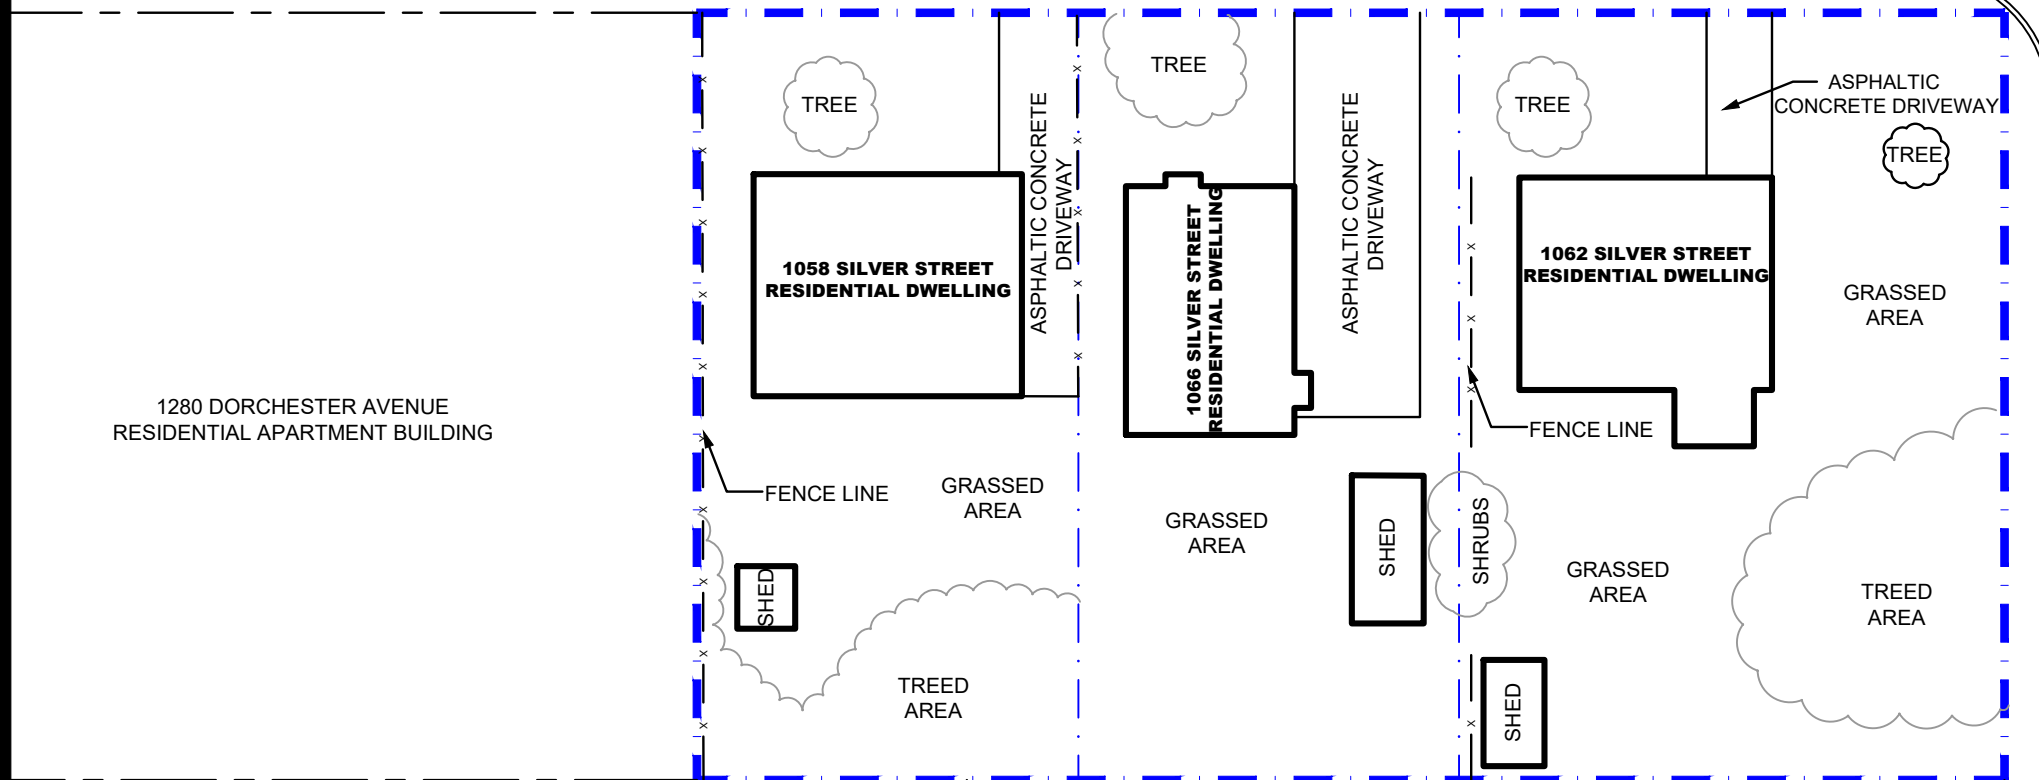 TREE
TREE
TREE
ASPHALTIC
CONCRETE DRIVEWAY
TREE
ASPHALTIC CONCRETE
DRIVEWAY
ASPHALTIC CONCRETE
DRIVEWAY
1058 SILVER STREET
RESIDENTIAL DWELLING
1066 SILVER STREET
RESIDENTIAL DWELLING
1062 SILVER STREET
RESIDENTIAL DWELLING
GRASSED
AREA
1280 DORCHESTER AVENUE
RESIDENTIAL APARTMENT BUILDING
FENCE LINE
FENCE LINE
GRASSED
AREA
GRASSED
AREA
SHED
SHRUBS
GRASSED
AREA
TREED
AREA
SHED
TREED
AREA
SHED